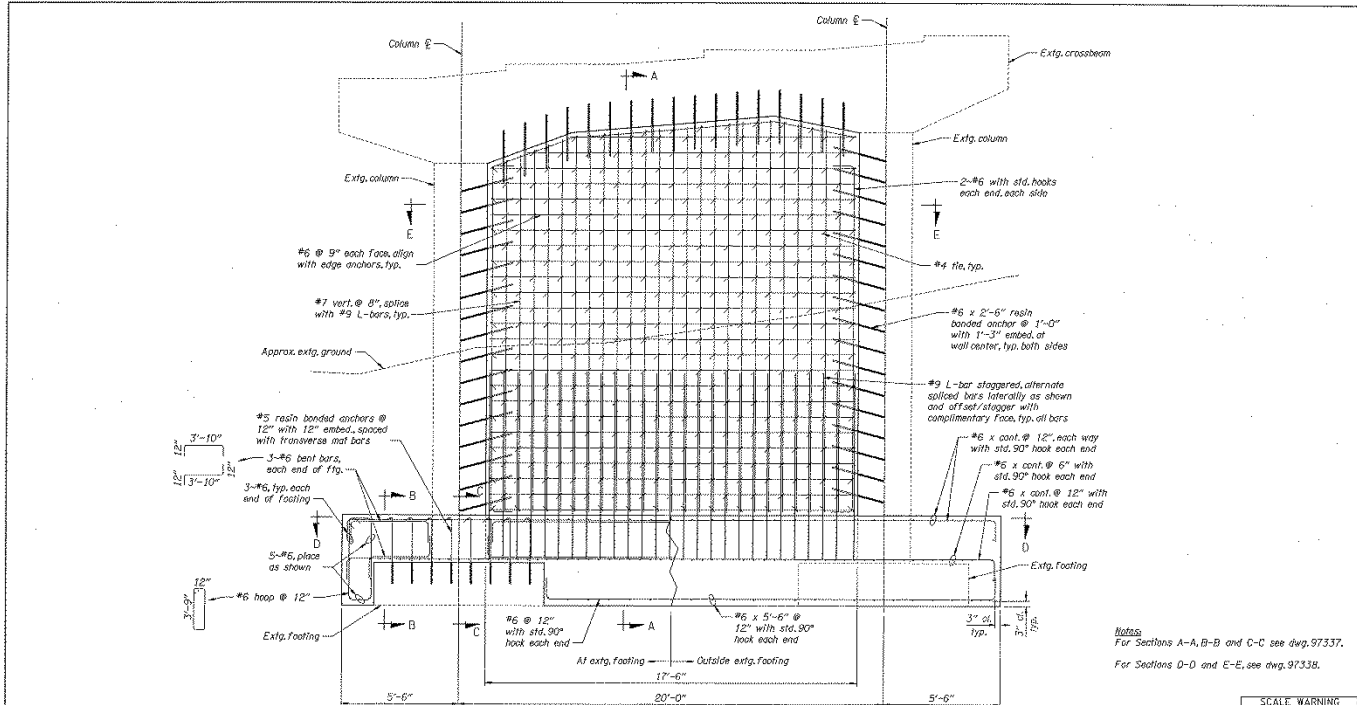 Column ℄
Column ℄
Extg. crossbeam
A
Extg. column
Extg. column
2~#6 with std. hooks
each end, each side
E
E
#6 @ 9" each face, align
with edge anchors, typ.
#4 tie, typ.
#7 vert. @ 8", splice
with #9 L-bars, typ.
#6 x 2'-6" resin
bonded anchor @ 1'-0"
with 1'-3" embed. at
wall center, typ. both sides
Approx. extg. ground
#9 L-bar staggered, alternate
spliced bars laterally as shown
and offset/stagger with
complimentary face, typ. all bars
#5 resin bonded anchors @
12" with 12" embed., spaced
with transverse mat bars
3'-10"
12"
12"
12"
3'-10"
3~#6 bent bars,
each end of ftg.
#6 x cont. @ 12", each way
with std. 90° hook each end
#6 x cont. @ 6" with
std. 90° hook each end
3~#6, typ. each
end of footing
#6 x cont. @ 12" with
std. 90° hook each end
B
C
D
D
5~#6, place
as shown
Extg. footing
12"
3'-9"
#6 hoop @ 12"
3" cl.
typ.
3" cl.
typ.
Extg. footing
B
C
#6 @ 12"
with std. 90°
hook each end
A
#6 x 5'-6" @
12" with std. 90°
hook each end
At extg. footing
Outside extg. footing
17'-6"
5'-6"
20'-0"
5'-6"
Notes:
For Sections A-A, B-B and C-C see dwg. 97337.
For Sections D-D and E-E, see dwg. 97338.
SCALE WARNING